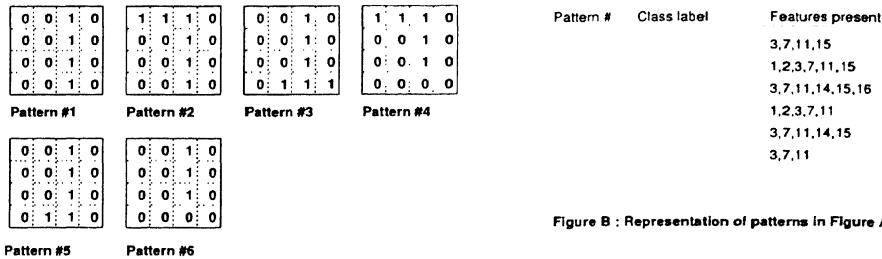 0 0 1 0
0 0 1 0
0 0 1 0
0 0 1 0
Pattern #1
1 1 1 0
0 0 1 0
0 0 1 0
0 0 1 0
Pattern #2
0 0 1 0
0 0 1 0
0 0 1 0
0 1 1 1
Pattern #3
1 1 1 0
0 0 1 0
0 0 1 0
0 0 0 0
Pattern #4
0 0 1 0
0 0 1 0
0 0 1 0
0 1 1 0
Pattern #5
0 0 1 0
0 0 1 0
0 0 1 0
0 0 0 0
Pattern #6
Pattern # Class label Features present
3,7,11,15
1,2,3,7,11,15
3,7,11,14,15,16
1,2,3,7,11
3,7,11,14,15
3,7,11
Figure B : Representation of patterns in Figure